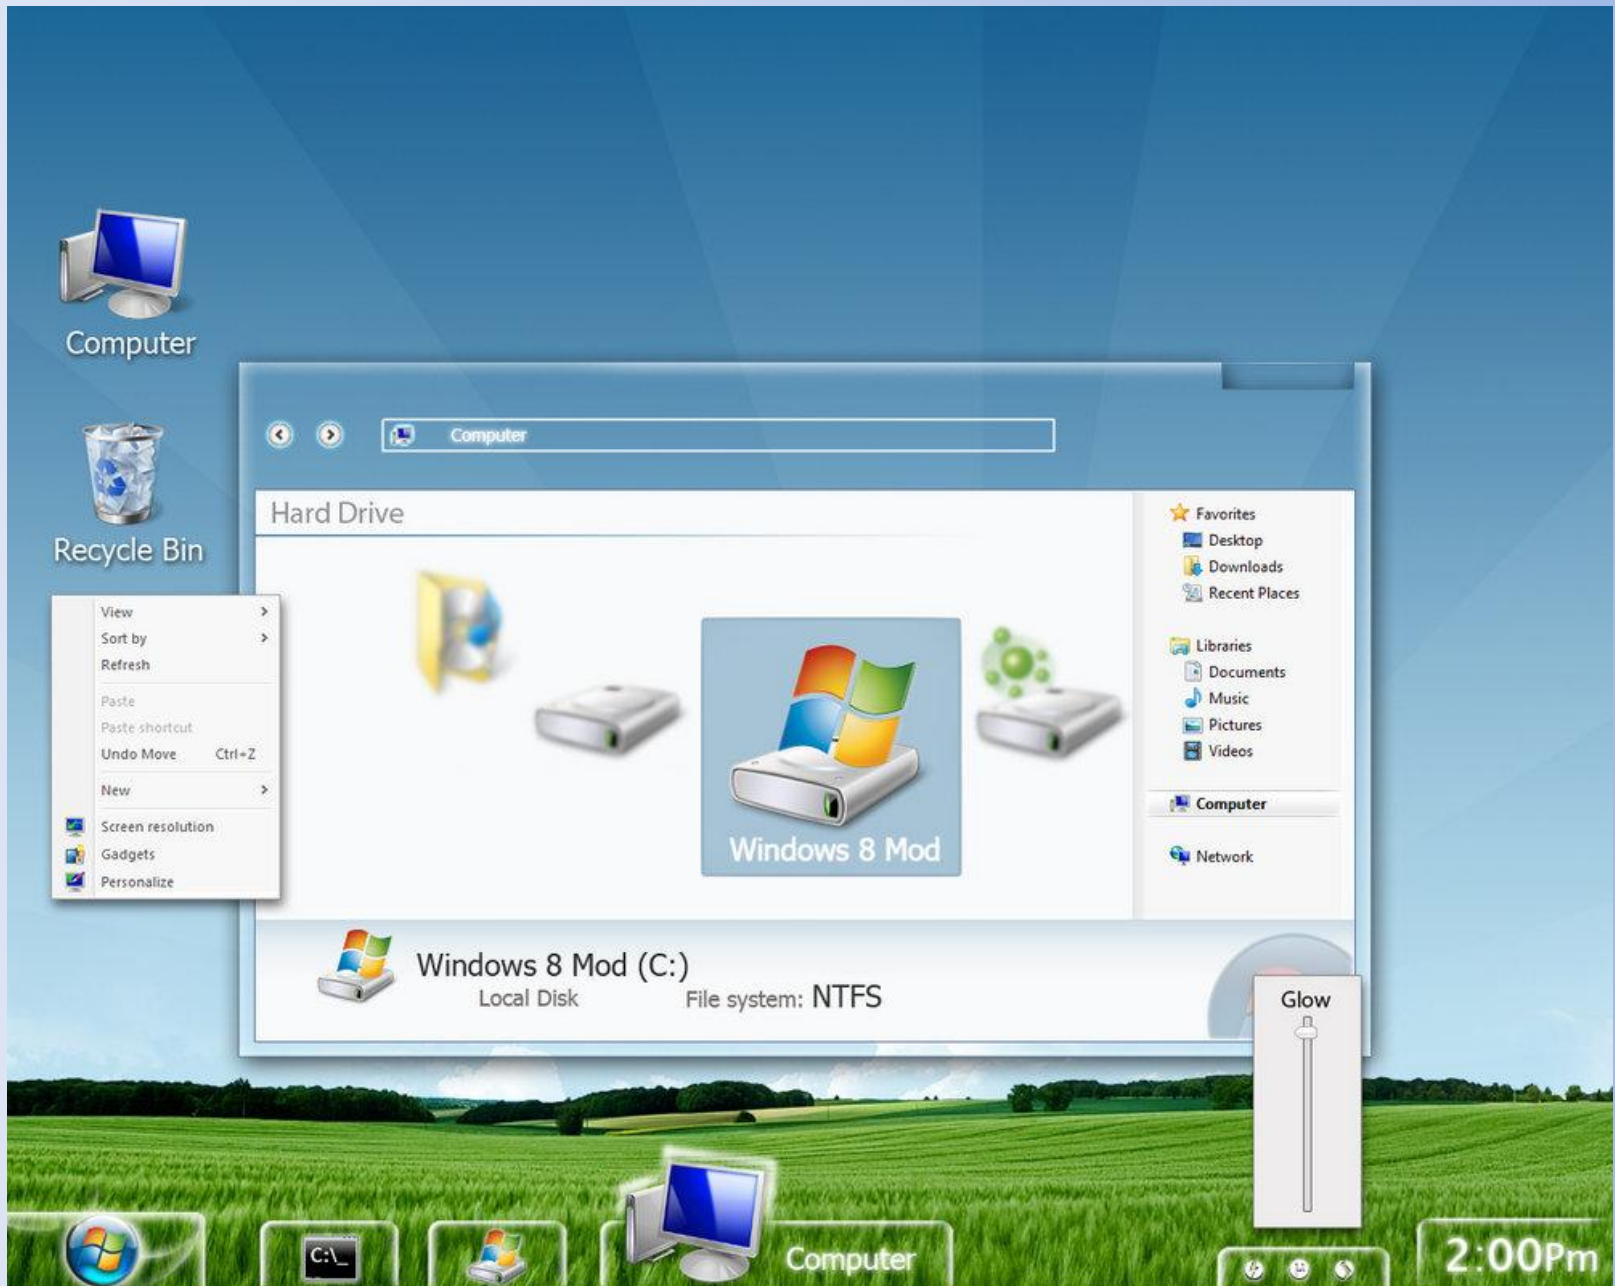 Computer
Recycle Bin
Computer
Hard Drive
Favorites
Desktop
Downloads
Recent Places
Libraries
Documents
Music
Pictures
Videos
Computer
Network
View
Sort by
Refresh
Paste
Paste shortcut
Undo Move Ctrl+Z
New
Screen resolution
Gadgets
Personalize
Windows 8 Mod
Windows 8 Mod (C:)
Local Disk File system: NTFS
Glow
C:\_
Computer
2:00Pm